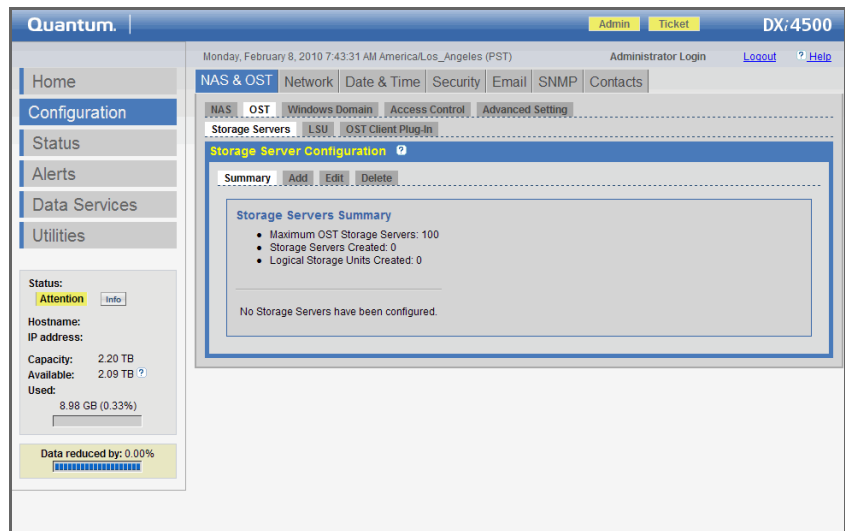 Quantum.
Admin Ticket DXi4500
Monday, February 8, 2010 7:43:31 AM America/Los_Angeles (PST) Administrator Login Logout ? Help
Home
Configuration
Status
Alerts
Data Services
Utilities
Status:
Attention Info
Hostname:
IP address:
Capacity: 2.20 TB
Available: 2.09 TB ?
Used:
8.98 GB (0.33%)
Data reduced by: 0.00%
NAS & OST Network Date & Time Security Email SNMP Contacts
NAS OST Windows Domain Access Control Advanced Setting
Storage Servers LSU OST Client Plug-In
Storage Server Configuration ?
Summary Add Edit Delete
Storage Servers Summary
• Maximum OST Storage Servers: 100
• Storage Servers Created: 0
• Logical Storage Units Created: 0
No Storage Servers have been configured.